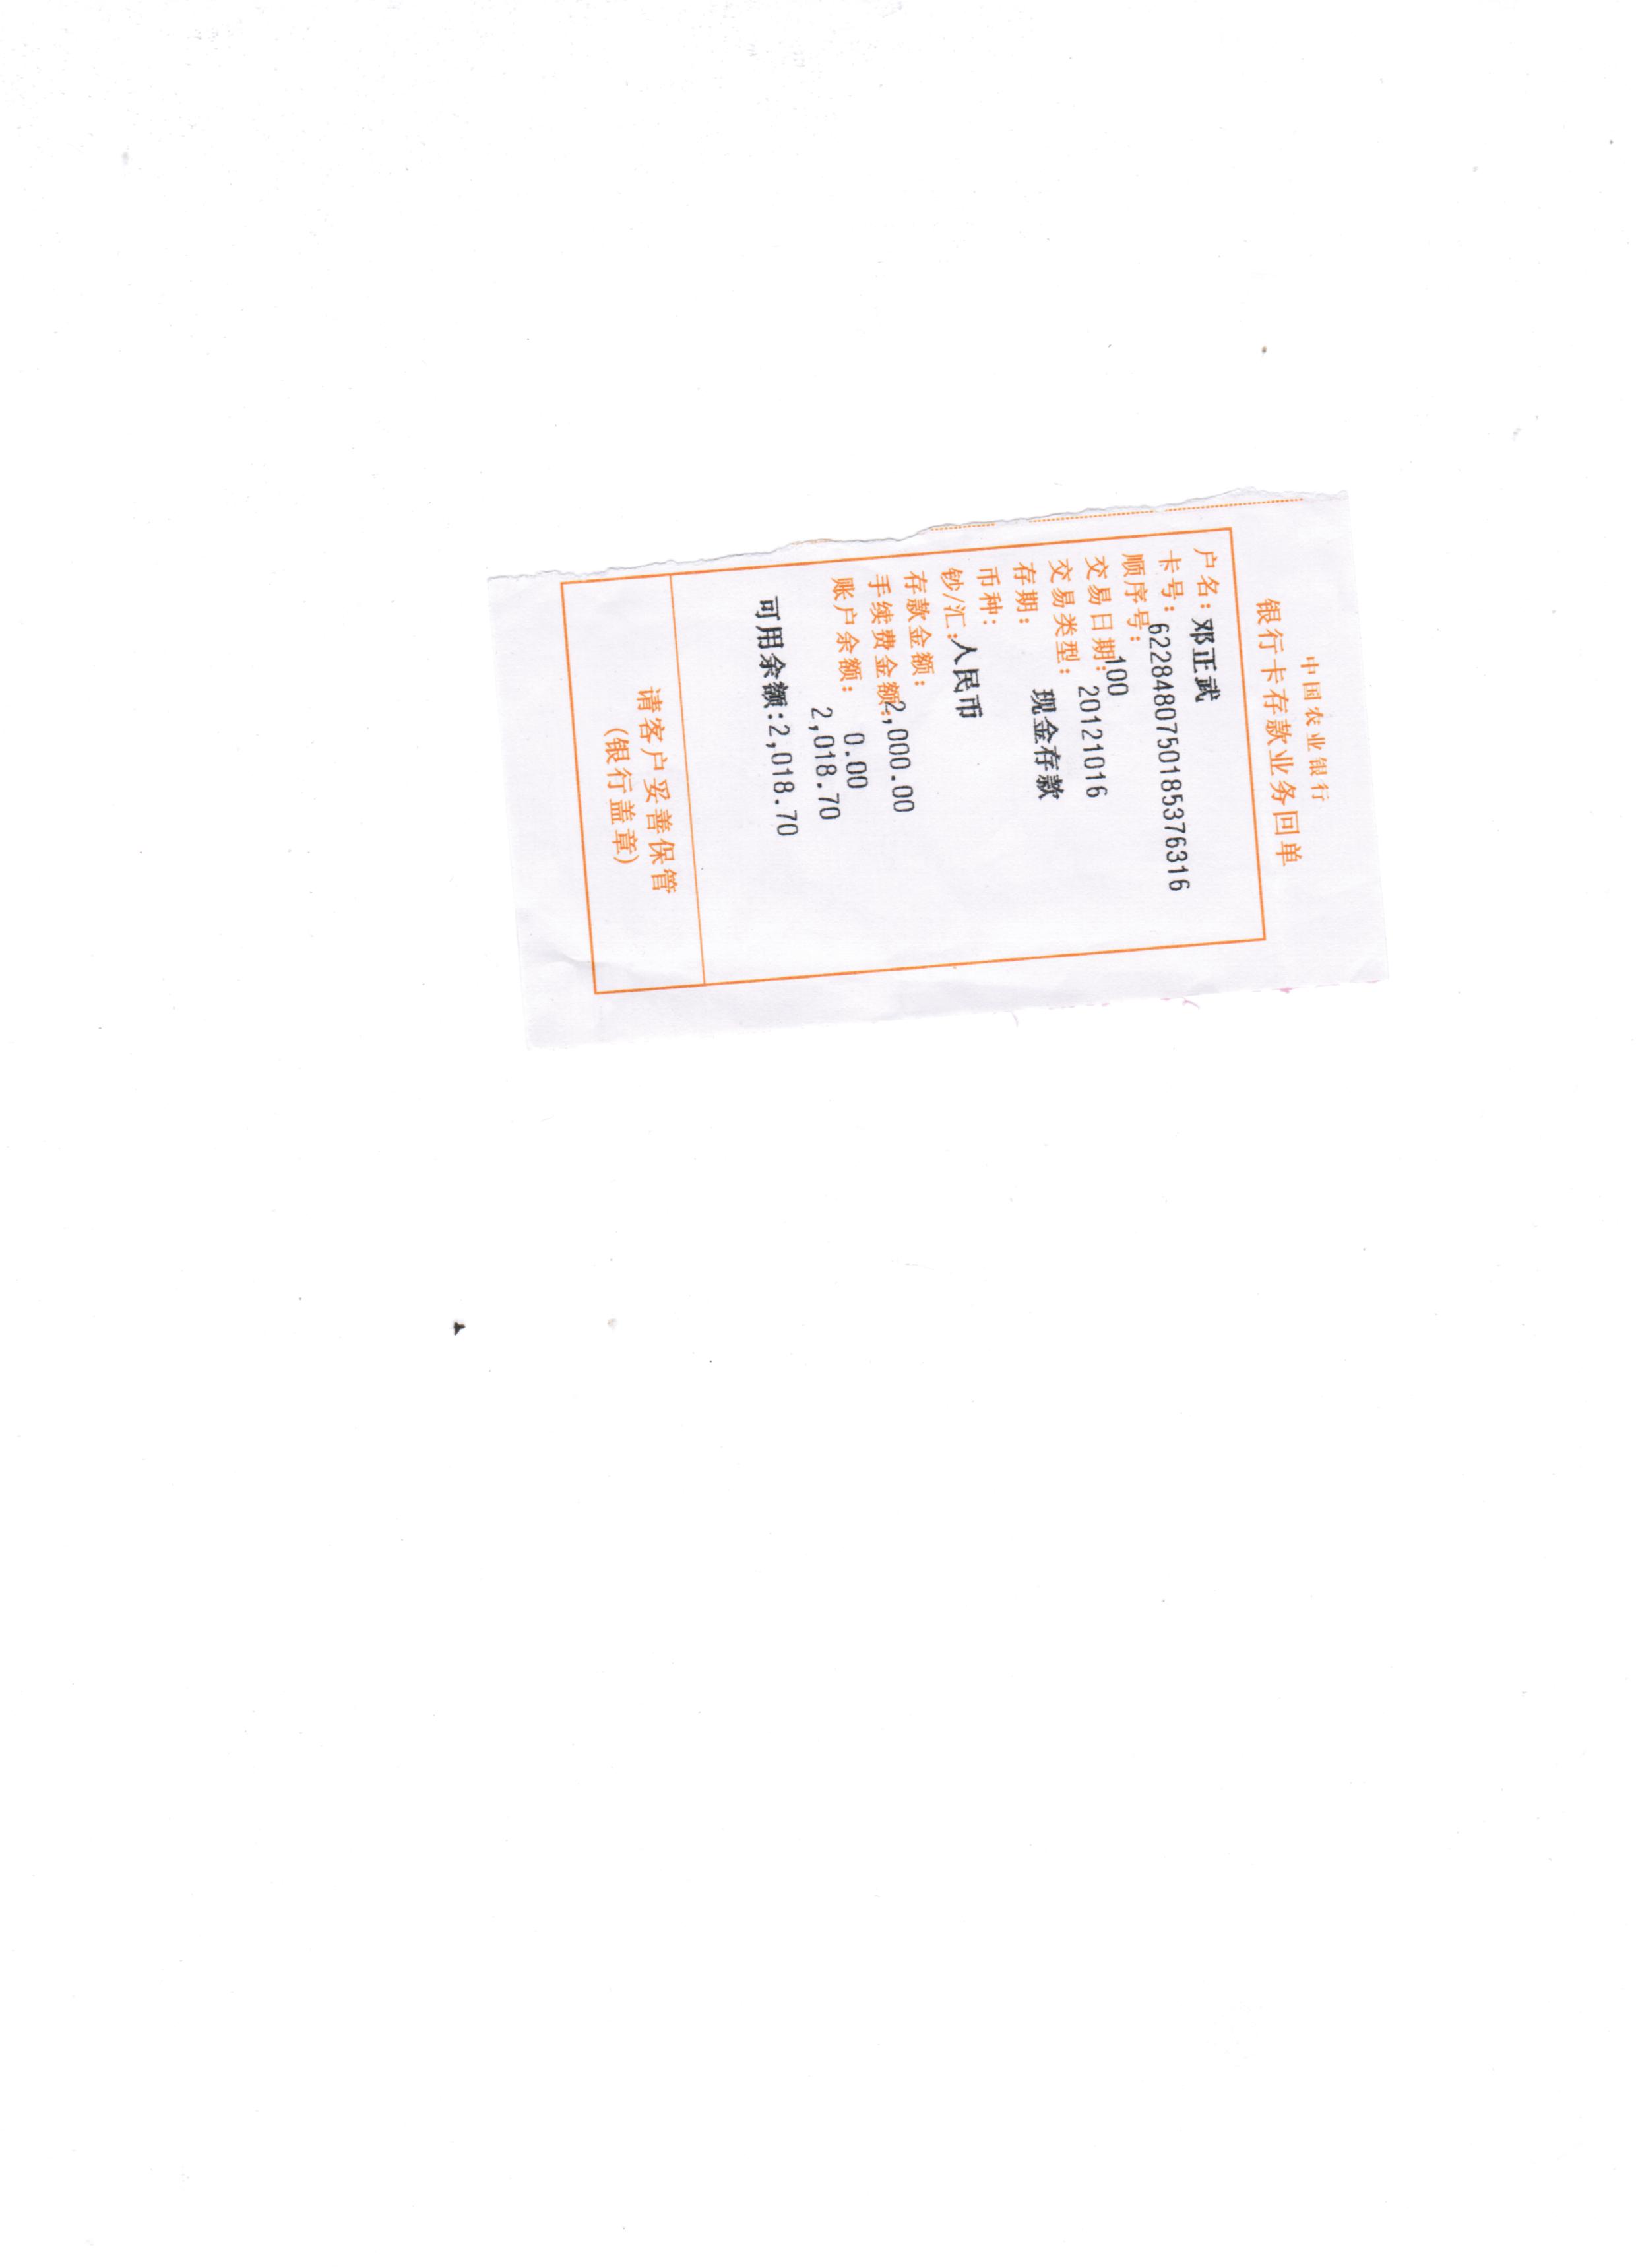 中国农业银行
银行卡存款业务回单
户名：邓正武
卡号：6228480750185376316
顺序号：100
交易日期：20121016
交易类型：现金存款
存期：
币种：人民币
钞/汇：
存款金额：2,000.00
手续费金额：0.00
账户余额：2,018.70
可用余额：2,018.70
请客户妥善保管
（银行盖章）